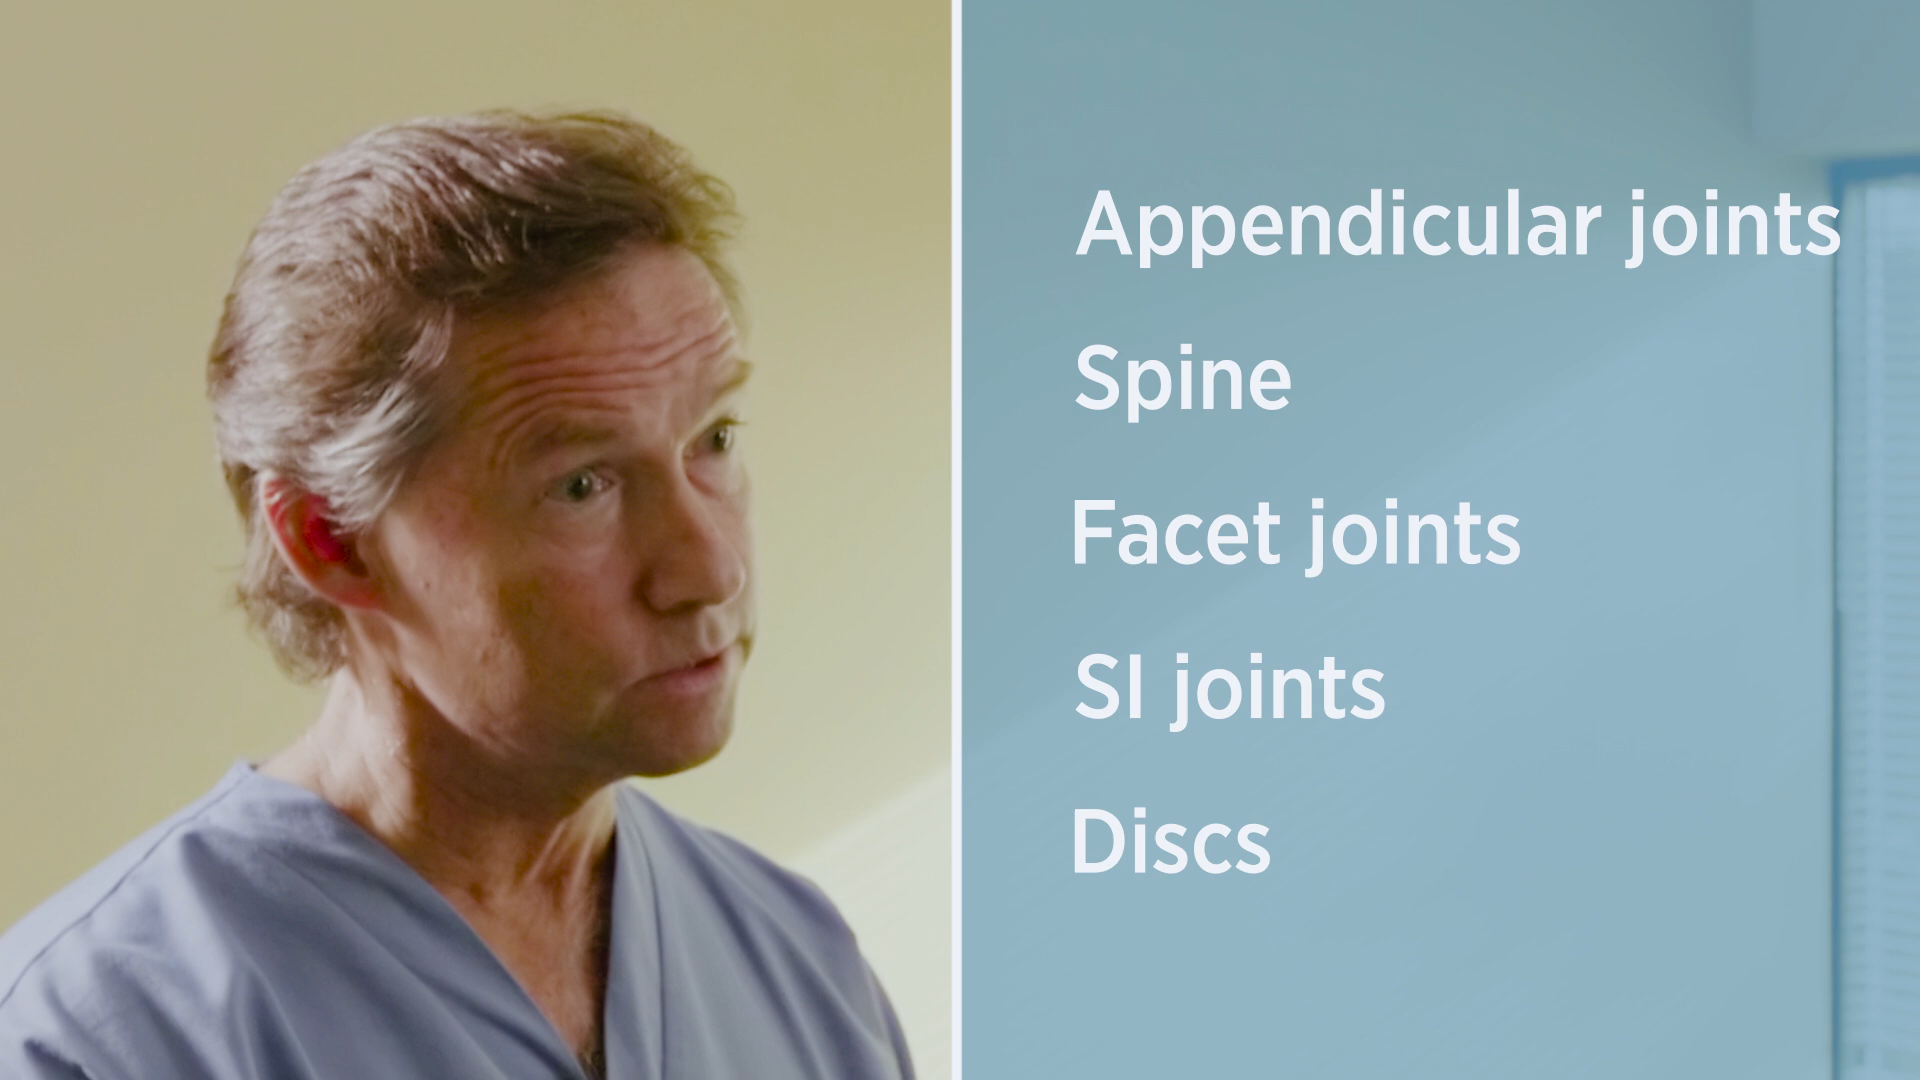 Appendicular joints
Spine
Facet joints
SI joints
Discs